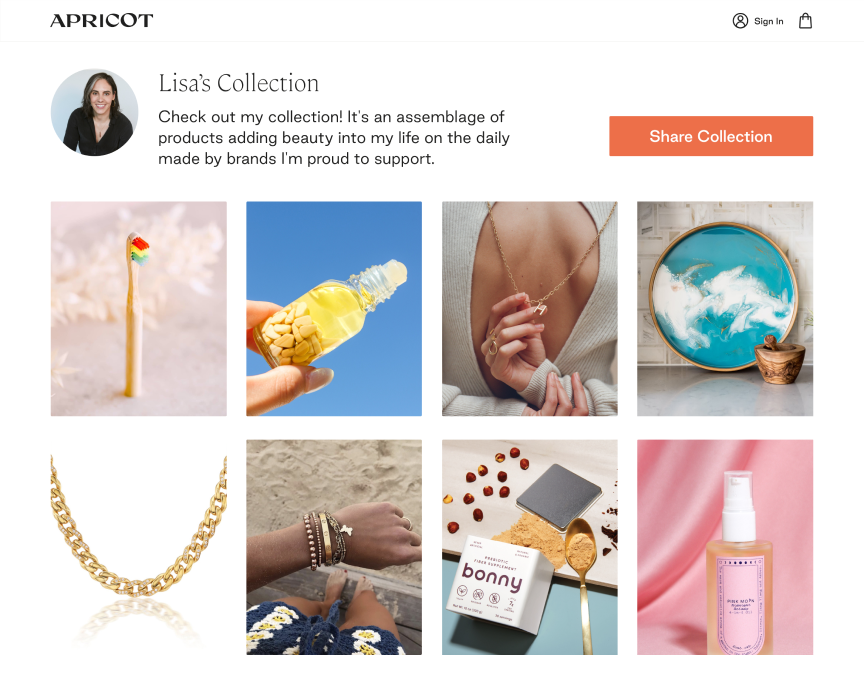 APRICOT
Sign In
Lisa's Collection
Check out my collection! It's an assemblage of
products adding beauty into my life on the daily
made by brands I'm proud to support.
Share Collection
PREBIOTIC
FIBER SUPPLEMENT
bonny
PINK MOON